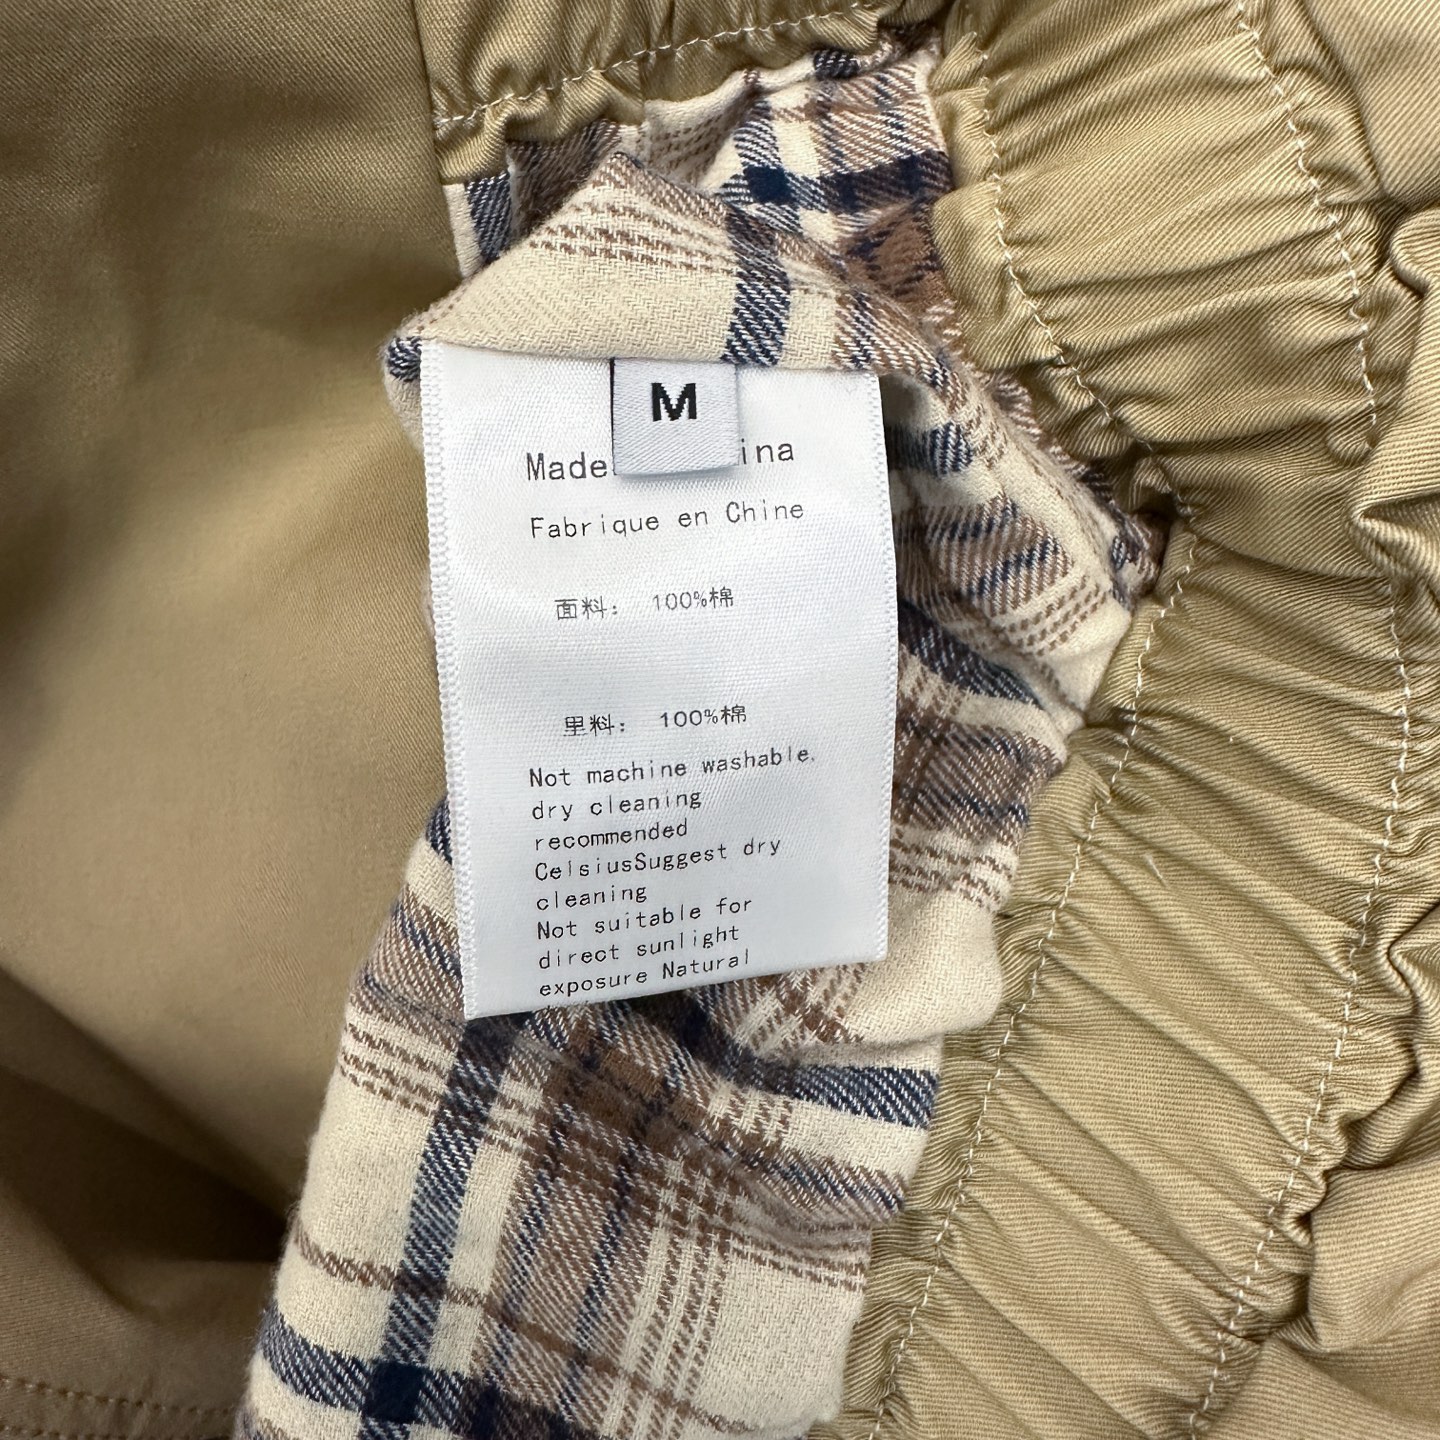 M
Made ina
Fabrique en Chine
面料： 100%棉
里料： 100%棉
Not machine washable.
dry cleaning
recommended
CelsiusSuggest dry
cleaning
Not suitable for
direct sunlight
exposure Natural